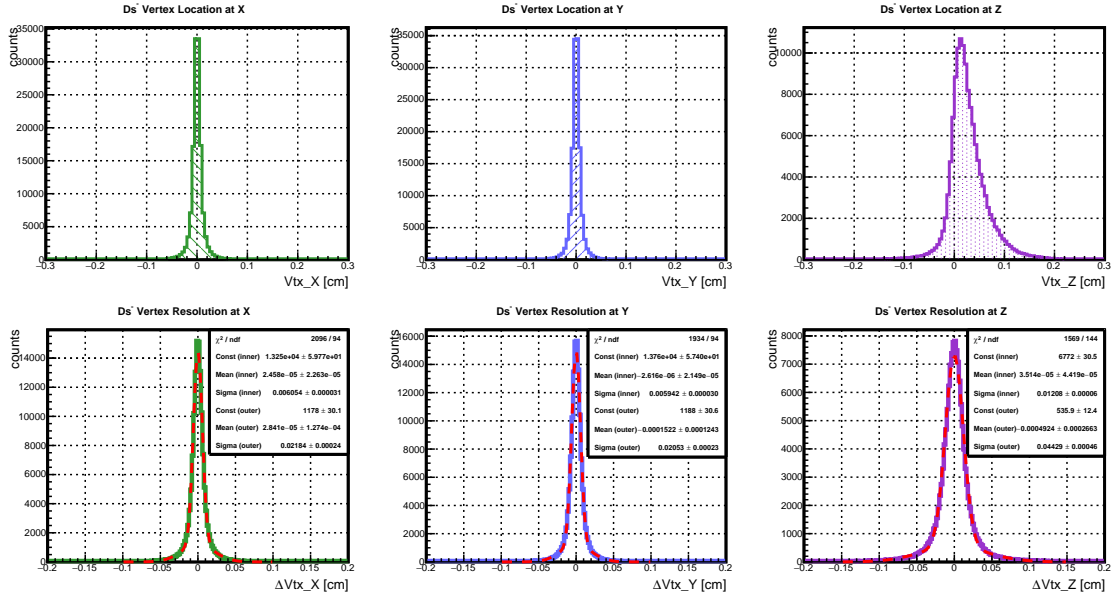 Ds⁻ Vertex Location at X
counts
35000
30000
25000
20000
15000
10000
5000
0
−0.3 −0.2 −0.1 0 0.1 0.2 0.3
Vtx_X [cm]
Ds⁻ Vertex Location at Y
counts
35000
30000
25000
20000
15000
10000
5000
0
−0.3 −0.2 −0.1 0 0.1 0.2 0.3
Vtx_Y [cm]
Ds⁻ Vertex Location at Z
counts
10000
8000
6000
4000
2000
0
−0.3 −0.2 −0.1 0 0.1 0.2 0.3
Vtx_Z [cm]
Ds⁻ Vertex Resolution at X
counts
χ² / ndf 2096 / 94
Const (inner) 1.325e+04 ± 5.977e+01
Mean (inner) 2.458e−05 ± 2.263e−05
Sigma (inner) 0.006054 ± 0.000031
Const (outer) 1178 ± 30.1
Mean (outer) 2.841e−05 ± 1.274e−04
Sigma (outer) 0.02184 ± 0.00024
14000
12000
10000
8000
6000
4000
2000
0
−0.2 −0.15 −0.1 −0.05 0 0.05 0.1 0.15 0.2
ΔVtx_X [cm]
Ds⁻ Vertex Resolution at Y
counts
χ² / ndf 1934 / 94
Const (inner) 1.376e+04 ± 5.740e+01
Mean (inner) −2.616e−06 ± 2.149e−05
Sigma (inner) 0.005942 ± 0.000030
Const (outer) 1188 ± 30.6
Mean (outer) −0.0001522 ± 0.0001243
Sigma (outer) 0.02053 ± 0.00023
16000
14000
12000
10000
8000
6000
4000
2000
0
−0.2 −0.15 −0.1 −0.05 0 0.05 0.1 0.15 0.2
ΔVtx_Y [cm]
Ds⁻ Vertex Resolution at Z
counts
χ² / ndf 1569 / 144
Const (inner) 6772 ± 30.5
Mean (inner) 3.514e−05 ± 4.419e−05
Sigma (inner) 0.01208 ± 0.00006
Const (outer) 535.9 ± 12.4
Mean (outer) −0.0004924 ± 0.0002663
Sigma (outer) 0.04429 ± 0.00046
8000
7000
6000
5000
4000
3000
2000
1000
0
−0.2 −0.15 −0.1 −0.05 0 0.05 0.1 0.15 0.2
ΔVtx_Z [cm]